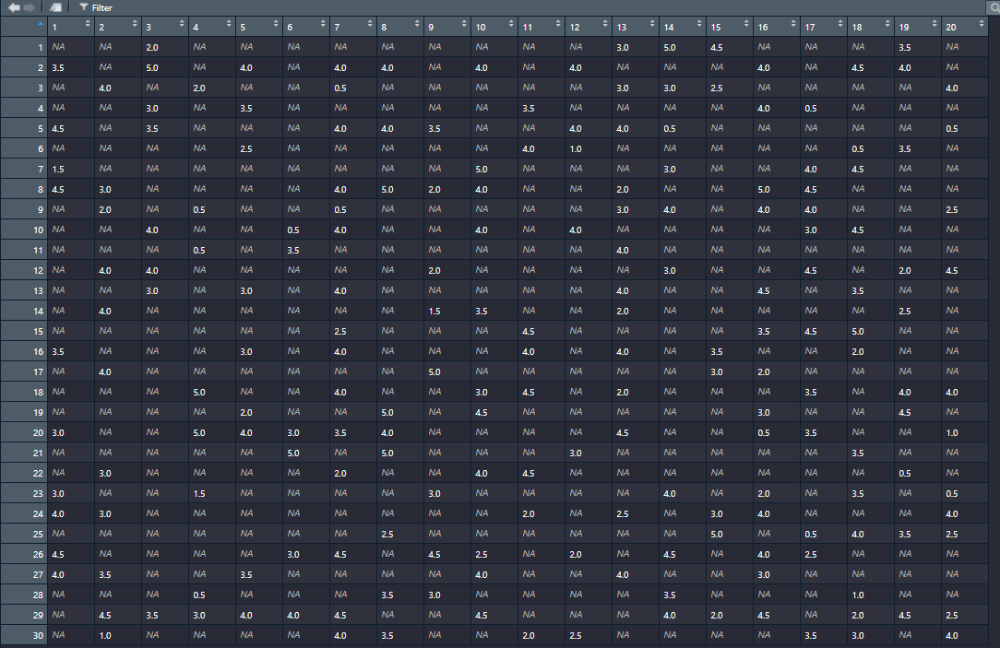 Filter
1 2 3 4 5 6 7 8 9 10 11 12 13 14 15 16 17 18 19 20
1 NA NA 2.0 NA NA NA NA NA NA NA NA NA 3.0 5.0 4.5 NA NA NA 3.5 NA
2 3.5 NA 5.0 NA 4.0 NA 4.0 4.0 NA 4.0 NA 4.0 NA NA NA 4.0 NA 4.5 4.0 NA
3 NA 4.0 NA 2.0 NA NA 0.5 NA NA NA NA NA 3.0 3.0 2.5 NA NA NA NA 4.0
4 NA NA 3.0 NA 3.5 NA NA NA NA NA 3.5 NA NA NA NA 4.0 0.5 NA NA NA
5 4.5 NA 3.5 NA NA NA 4.0 4.0 3.5 NA NA 4.0 4.0 0.5 NA NA NA NA NA 0.5
6 NA NA NA NA 2.5 NA NA NA NA NA 4.0 1.0 NA NA NA NA NA 0.5 3.5 NA
7 1.5 NA NA NA NA NA NA NA NA 5.0 NA NA NA 3.0 NA NA 4.0 4.5 NA NA
8 4.5 3.0 NA NA NA NA 4.0 5.0 2.0 4.0 NA NA 2.0 NA NA 5.0 4.5 NA NA NA
9 NA 2.0 NA 0.5 NA NA 0.5 NA NA NA NA NA 3.0 4.0 NA 4.0 4.0 NA NA 2.5
10 NA NA 4.0 NA NA 0.5 4.0 NA NA 4.0 NA 4.0 NA NA NA NA 3.0 4.5 NA NA
11 NA NA NA 0.5 NA 3.5 NA NA NA NA NA NA 4.0 NA NA NA NA NA NA NA
12 NA 4.0 4.0 NA NA NA NA NA 2.0 NA NA NA NA 3.0 NA NA 4.5 NA 2.0 4.5
13 NA NA 3.0 NA 3.0 NA 4.0 NA NA NA NA NA 4.0 NA NA 4.5 NA 3.5 NA NA
14 NA 4.0 NA NA NA NA NA NA 1.5 3.5 NA NA 2.0 NA NA NA NA NA 2.5 NA
15 NA NA NA NA NA NA 2.5 NA NA NA 4.5 NA NA NA NA 3.5 4.5 5.0 NA NA
16 3.5 NA NA NA 3.0 NA 4.0 NA NA NA 4.0 NA 4.0 NA 3.5 NA NA 2.0 NA NA
17 NA 4.0 NA NA NA NA NA NA 5.0 NA NA NA NA NA 3.0 2.0 NA NA NA NA
18 NA NA NA 5.0 NA NA 4.0 NA NA 3.0 4.5 NA 2.0 NA NA NA 3.5 NA 4.0 4.0
19 NA NA NA NA 2.0 NA NA 5.0 NA 4.5 NA NA NA NA NA 3.0 NA NA 4.5 NA
20 3.0 NA NA 5.0 4.0 3.0 3.5 4.0 NA NA NA NA 4.5 NA NA 0.5 3.5 NA NA 1.0
21 NA NA NA NA NA 5.0 NA 5.0 NA NA NA 3.0 NA NA NA NA NA 3.5 NA NA
22 NA 3.0 NA NA NA NA 2.0 NA NA 4.0 4.5 NA NA NA NA NA NA NA 0.5 NA
23 3.0 NA NA 1.5 NA NA NA NA 3.0 NA NA NA NA 4.0 NA 2.0 NA 3.5 NA 0.5
24 4.0 3.0 NA NA NA NA NA NA NA NA 2.0 NA 2.5 NA 3.0 4.0 NA NA NA 4.0
25 NA NA NA NA NA NA NA 2.5 NA NA NA NA NA NA 5.0 NA 0.5 4.0 3.5 2.5
26 4.5 NA NA NA NA 3.0 4.5 NA 4.5 2.5 NA 2.0 NA 4.5 NA 4.0 2.5 NA NA NA
27 4.0 3.5 NA NA 3.5 NA NA NA NA 4.0 NA NA 4.0 NA NA 3.0 NA NA NA NA
28 NA NA NA 0.5 NA NA NA 3.5 3.0 NA NA NA NA 3.5 NA NA NA 1.0 NA NA
29 NA 4.5 3.5 3.0 4.0 4.0 4.5 NA NA 4.5 NA NA NA 4.0 2.0 4.5 NA 2.0 4.5 2.5
30 NA 1.0 NA NA NA NA 4.0 3.5 NA NA 2.0 2.5 NA NA NA NA 3.5 3.0 NA 4.0